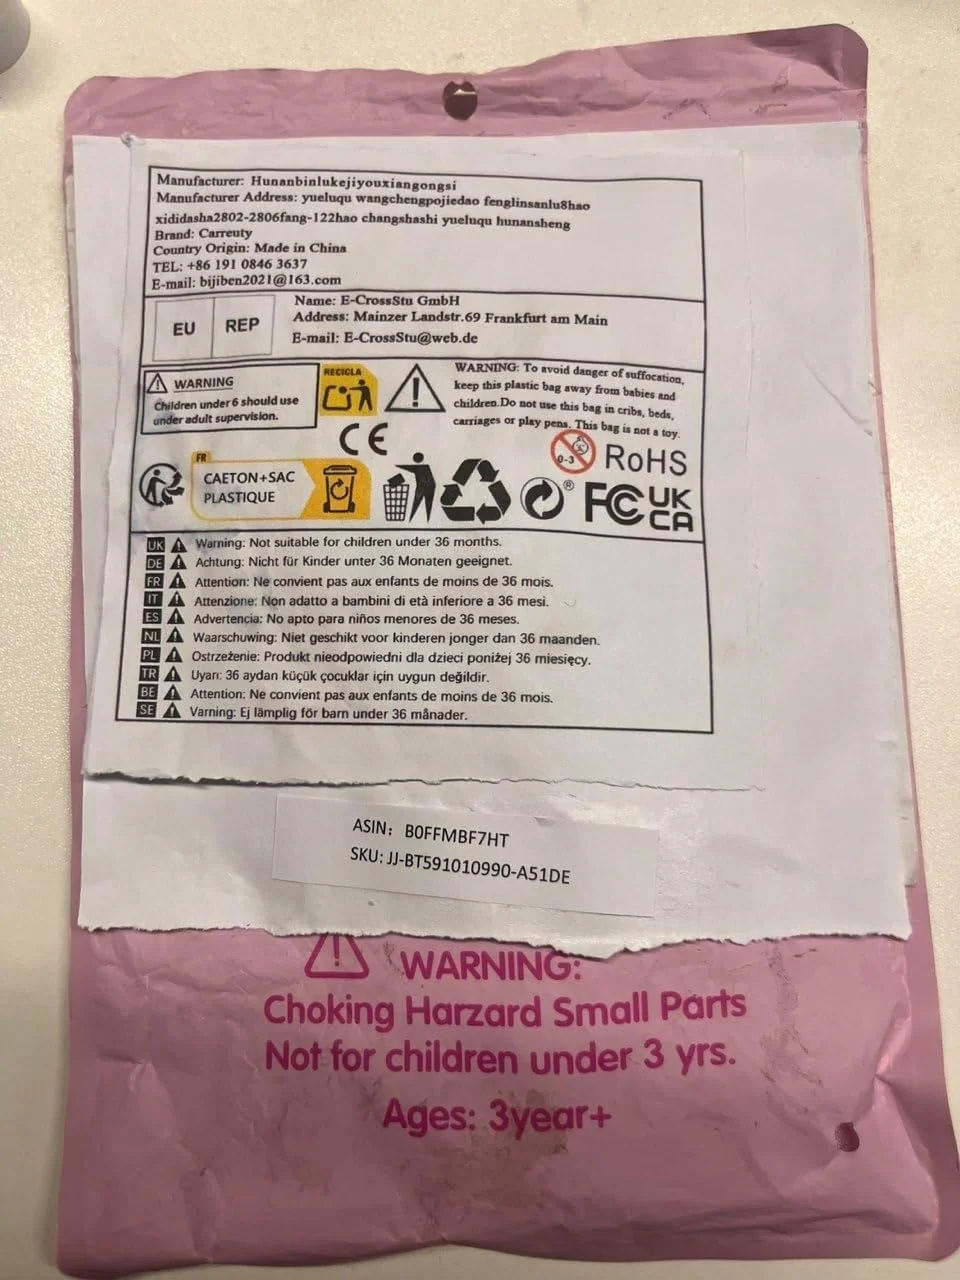 Manufacturer: Hunanbinlukejiyouxiangongsi
Manufacturer Address: yueluqu wangchengpojiedao fenglinsanlu8hao
xididasha2802-2806fang-122hao changshashi yueluqu hunansheng
Brand: Carreuty
Country Origin: Made in China
TEL: +86 191 0846 3637
E-mail: bijiben2021@163.com
EU REP
Name: E-CrossStu GmbH
Address: Mainzer Landstr.69 Frankfurt am Main
E-mail: E-CrossStu@web.de
WARNING
Children under 6 should use
under adult supervision.
RECICLA
WARNING: To avoid danger of suffocation,
keep this plastic bag away from babies and
children.Do not use this bag in cribs, beds,
carriages or play pens. This bag is not a toy.
CE
0-3
RoHS
FR
CAETON+SAC
PLASTIQUE
®
FC
UK
CA
UK Warning: Not suitable for children under 36 months.
DE Achtung: Nicht für Kinder unter 36 Monaten geeignet.
FR Attention: Ne convient pas aux enfants de moins de 36 mois.
IT Attenzione: Non adatto a bambini di età inferiore a 36 mesi.
ES Advertencia: No apto para niños menores de 36 meses.
NL Waarschuwing: Niet geschikt voor kinderen jonger dan 36 maanden.
PL Ostrzeżenie: Produkt nieodpowiedni dla dzieci poniżej 36 miesięcy.
TR Uyarı: 36 aydan küçük çocuklar için uygun değildir.
BE Attention: Ne convient pas aux enfants de moins de 36 mois.
SE Varning: Ej lämplig för barn under 36 månader.
ASIN: B0FFMBF7HT
SKU: JJ-BT591010990-A51DE
WARNING:
Choking Harzard Small Parts
Not for children under 3 yrs.
Ages: 3year+